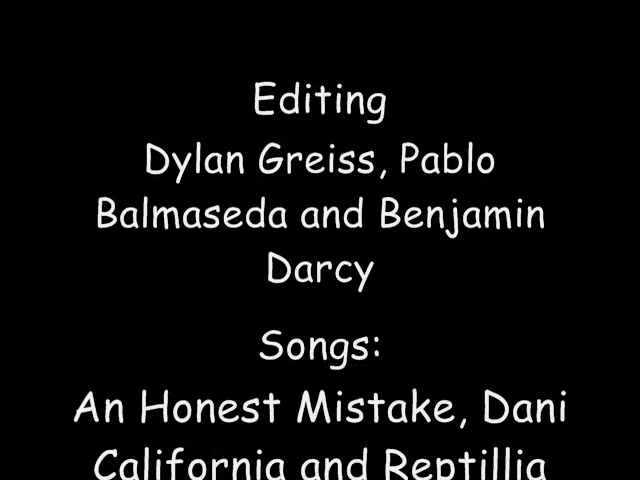 Editing
Dylan Greiss, Pablo
Balmaseda and Benjamin
Darcy
Songs:
An Honest Mistake, Dani
California and Reptillia